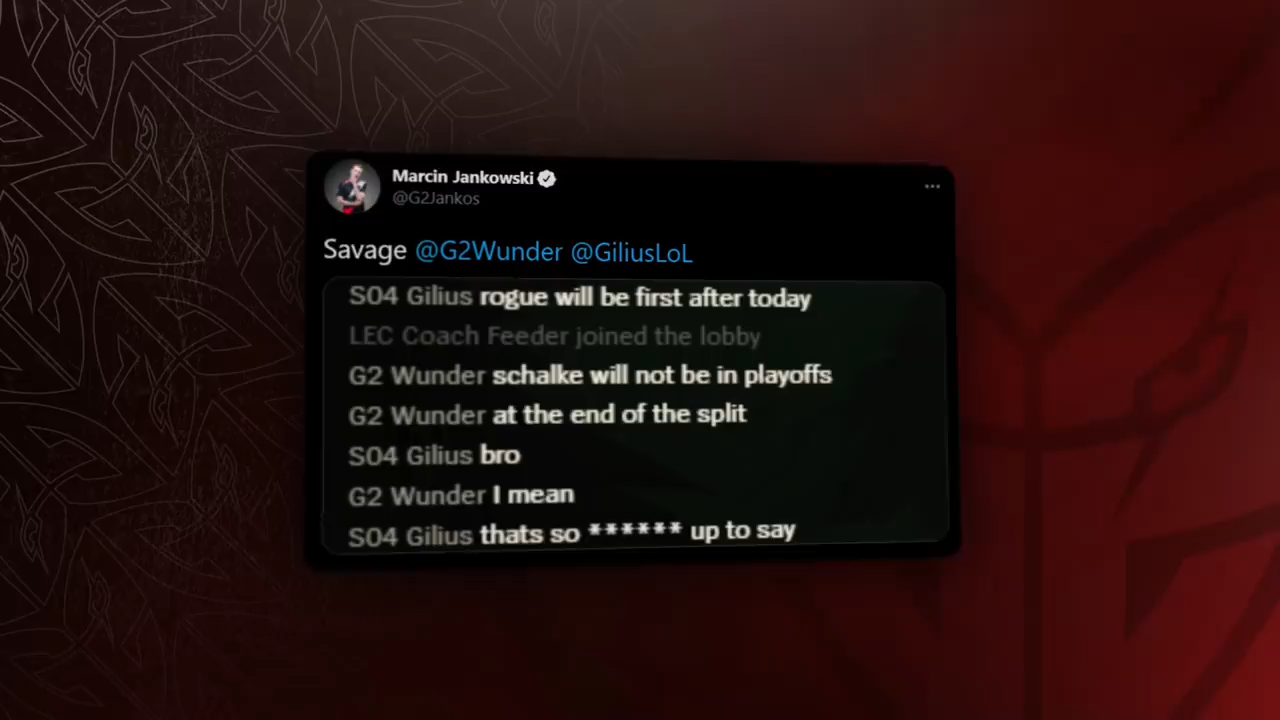 Marcin Jankowski
@G2Jankos
Savage @G2Wunder @GiliusLoL
S04 Gilius rogue will be first after today
LEC Coach Feeder joined the lobby
G2 Wunder schalke will not be in playoffs
G2 Wunder at the end of the split
S04 Gilius bro
G2 Wunder I mean
S04 Gilius thats so ****** up to say